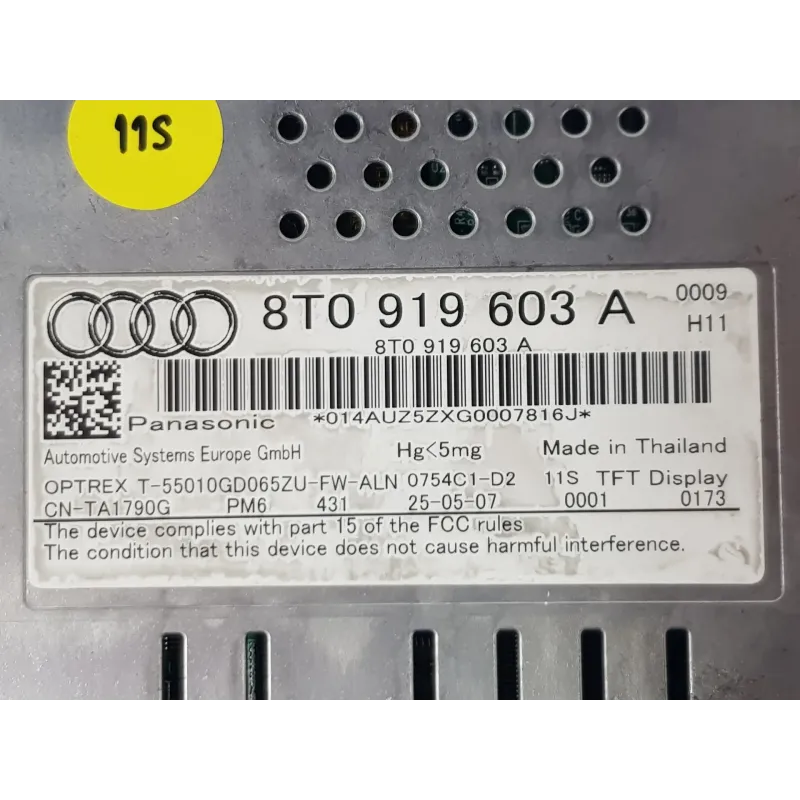 11S
8T0 919 603 A 0009
H11
8T0 919 603 A
Panasonic *014AUZ5ZXG0007816J*
Automotive Systems Europe GmbH Hg<5mg Made in Thailand
OPTREX T-55010GD065ZU-FW-ALN 0754C1-D2 11S TFT Display
CN-TA1790G PM6 431 25-05-07 0001 0173
The device complies with part 15 of the FCC rules
The condition that this device does not cause harmful interference.